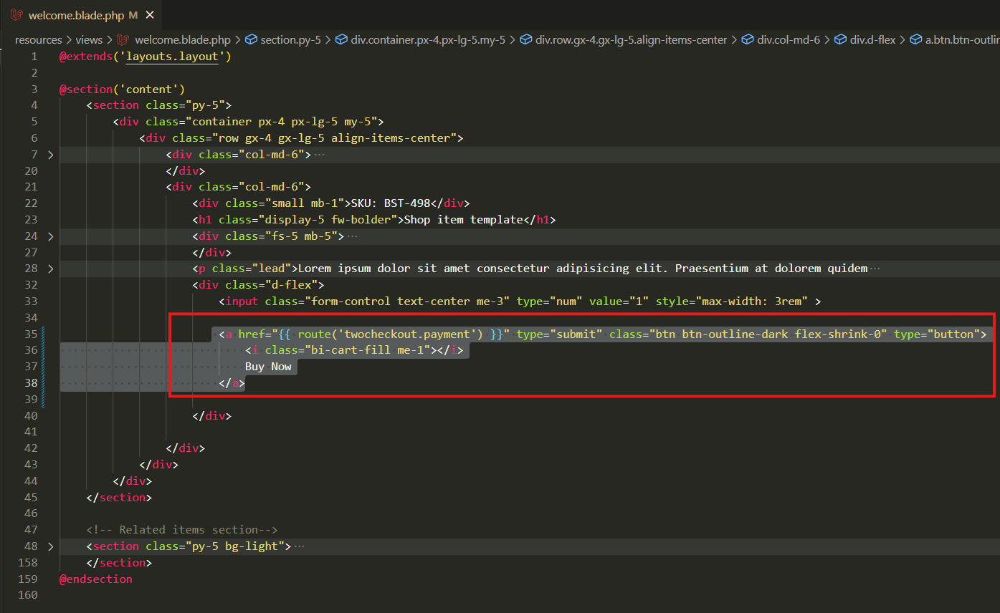 welcome.blade.php M ×
resources > views > welcome.blade.php > section.py-5 > div.container.px-4.px-lg-5.my-5 > div.row.gx-4.gx-lg-5.align-items-center > div.col-md-6 > div.d-flex > a.btn.btn-outlin
1 @extends('layouts.layout')
2
3 @section('content')
4 <section class="py-5">
5 <div class="container px-4 px-lg-5 my-5">
6 <div class="row gx-4 gx-lg-5 align-items-center">
7 > <div class="col-md-6">···
20 </div>
21 <div class="col-md-6">
22 <div class="small mb-1">SKU: BST-498</div>
23 <h1 class="display-5 fw-bolder">Shop item template</h1>
24 > <div class="fs-5 mb-5">···
27 </div>
28 > <p class="lead">Lorem ipsum dolor sit amet consectetur adipisicing elit. Praesentium at dolorem quidem···
32 <div class="d-flex">
33 <input class="form-control text-center me-3" type="num" value="1" style="max-width: 3rem" >
34
35 <a href="{{ route('twocheckout.payment') }}" type="submit" class="btn btn-outline-dark flex-shrink-0" type="button">
36 <i class="bi-cart-fill me-1"></i>
37 Buy Now
38 </a>
39
40 </div>
41
42 </div>
43 </div>
44 </div>
45 </section>
46
47 <!-- Related items section-->
48 > <section class="py-5 bg-light">···
158 </section>
159 @endsection
160